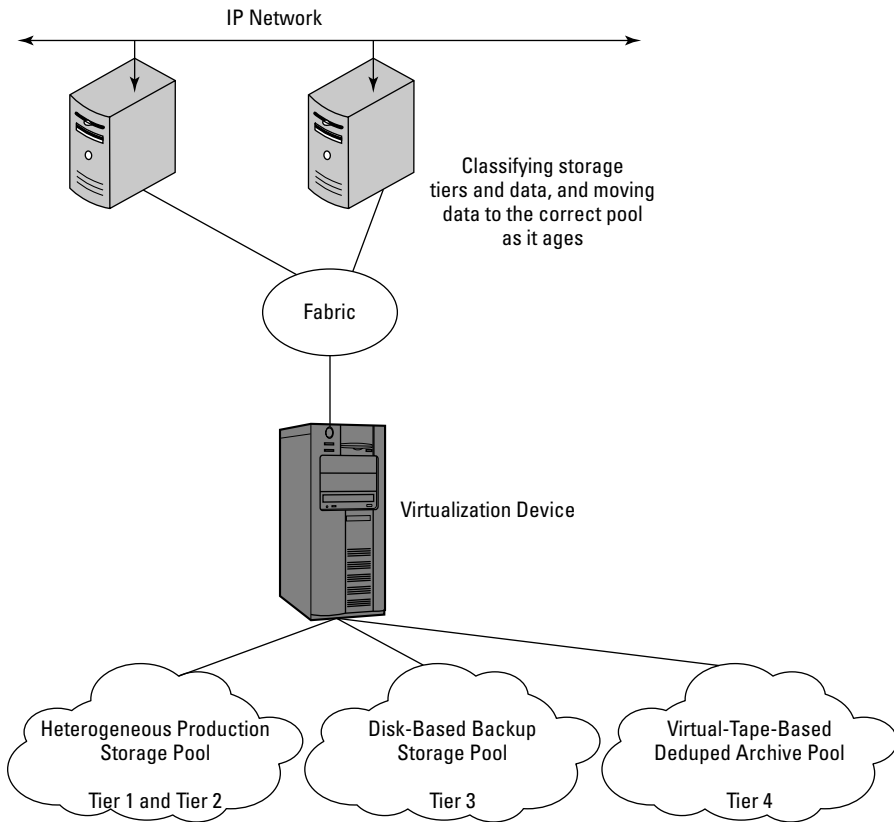 IP Network
Classifying storage
tiers and data, and moving
data to the correct pool
as it ages
Fabric
Virtualization Device
Heterogeneous Production
Storage Pool
Tier 1 and Tier 2
Disk-Based Backup
Storage Pool
Tier 3
Virtual-Tape-Based
Deduped Archive Pool
Tier 4